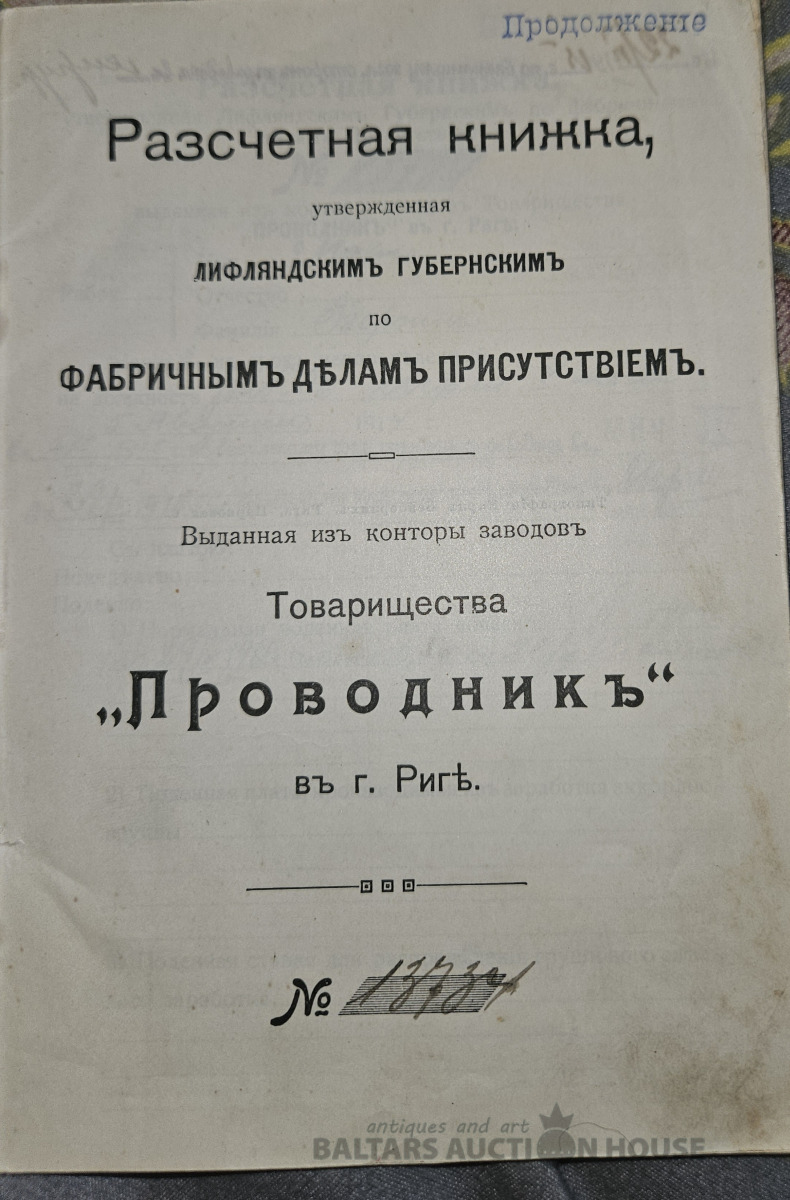 Продолженіе
Разсчетная книжка,
утвержденная
ЛИФЛЯНДСКИМЪ ГУБЕРНСКИМЪ
по
ФАБРИЧНЫМЪ ДѢЛАМЪ ПРИСУТСТВІЕМЪ.
Выданная изъ конторы заводовъ
Товарищества
„Проводникъ“
въ г. Ригѣ.
№
antiques and art
BALTARS AUCTION HOUSE